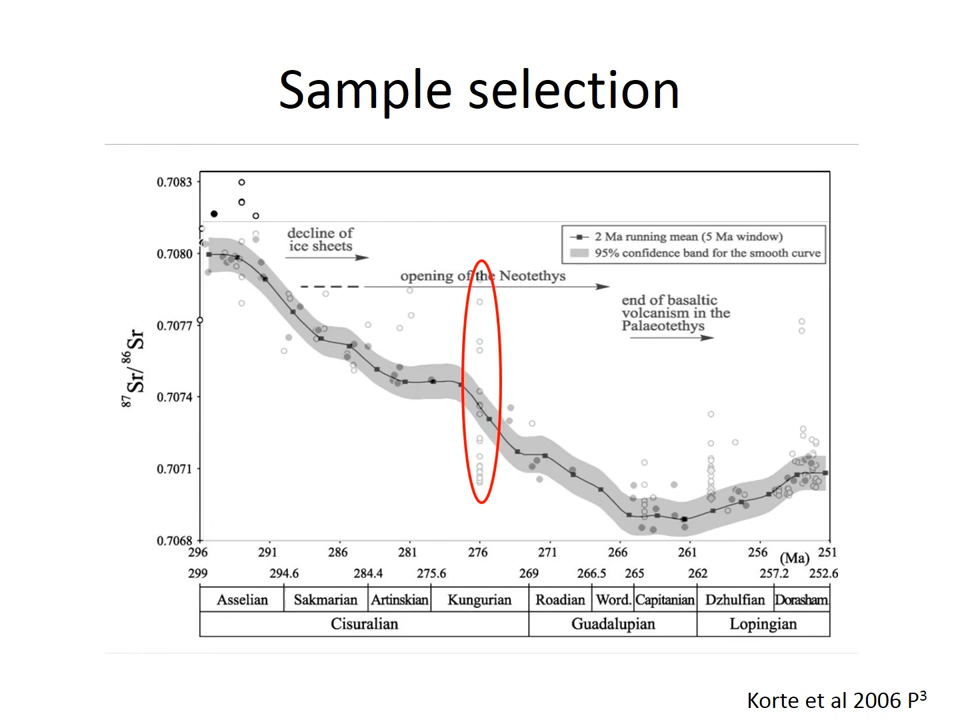 Sample selection
0.7083
0.7080
0.7077
0.7074
0.7071
0.7068
87Sr/86Sr
decline of
ice sheets
opening of the Neotethys
2 Ma running mean (5 Ma window)
95% confidence band for the smooth curve
end of basaltic
volcanism in the
Palaeotethys
296 291 286 281 276 271 266 261 256 (Ma) 251
299 294.6 284.4 275.6 269 266.5 265 262 257.2 252.6
Asselian Sakmarian Artinskian Kungurian Roadian Word. Capitanian Dzhulfian Dorasham.
Cisuralian Guadalupian Lopingian
Korte et al 2006 P³